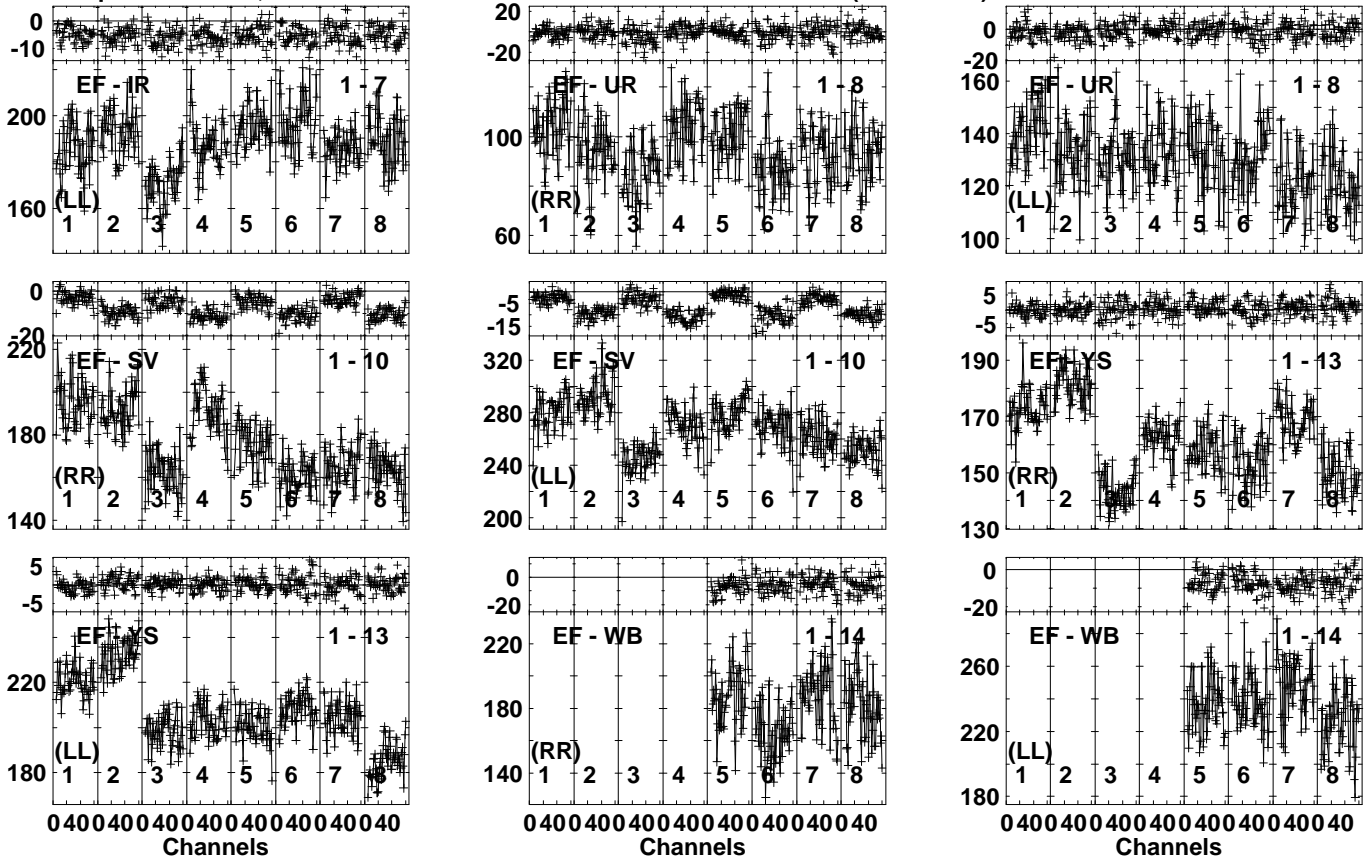 0
-10
EF - IR 1 - 7
200
160
(LL)
1 2 3 4 5 6 7 8
20
-20
EF - UR 1 - 8
100
60
(RR)
1 2 3 4 5 6 7 8
0
-20
EF - UR 1 - 8
160
140
120
100
(LL)
1 2 3 4 5 6 7 8
0
-20
220
EF - SV 1 - 10
180
140
(RR)
1 2 3 4 5 6 7 8
-5
-15
EF - SV 1 - 10
320
280
240
200
(LL)
1 2 3 4 5 6 7 8
5
-5
EF - YS 1 - 13
190
170
150
130
(RR)
1 2 3 4 5 6 7 8
5
-5
EF - YS 1 - 13
220
180
(LL)
1 2 3 4 5 6 7 8
0 40 0 40 0 40 0 40 0 40 0 40 0 40 0 40
Channels
0
-20
EF - WB 1 - 14
220
180
140
(RR)
1 2 3 4 5 6 7 8
0 40 0 40 0 40 0 40 0 40 0 40 0 40 0 40
Channels
0
-20
EF - WB 1 - 14
260
220
180
(LL)
1 2 3 4 5 6 7 8
0 40 0 40 0 40 0 40 0 40 0 40 0 40 0 40
Channels